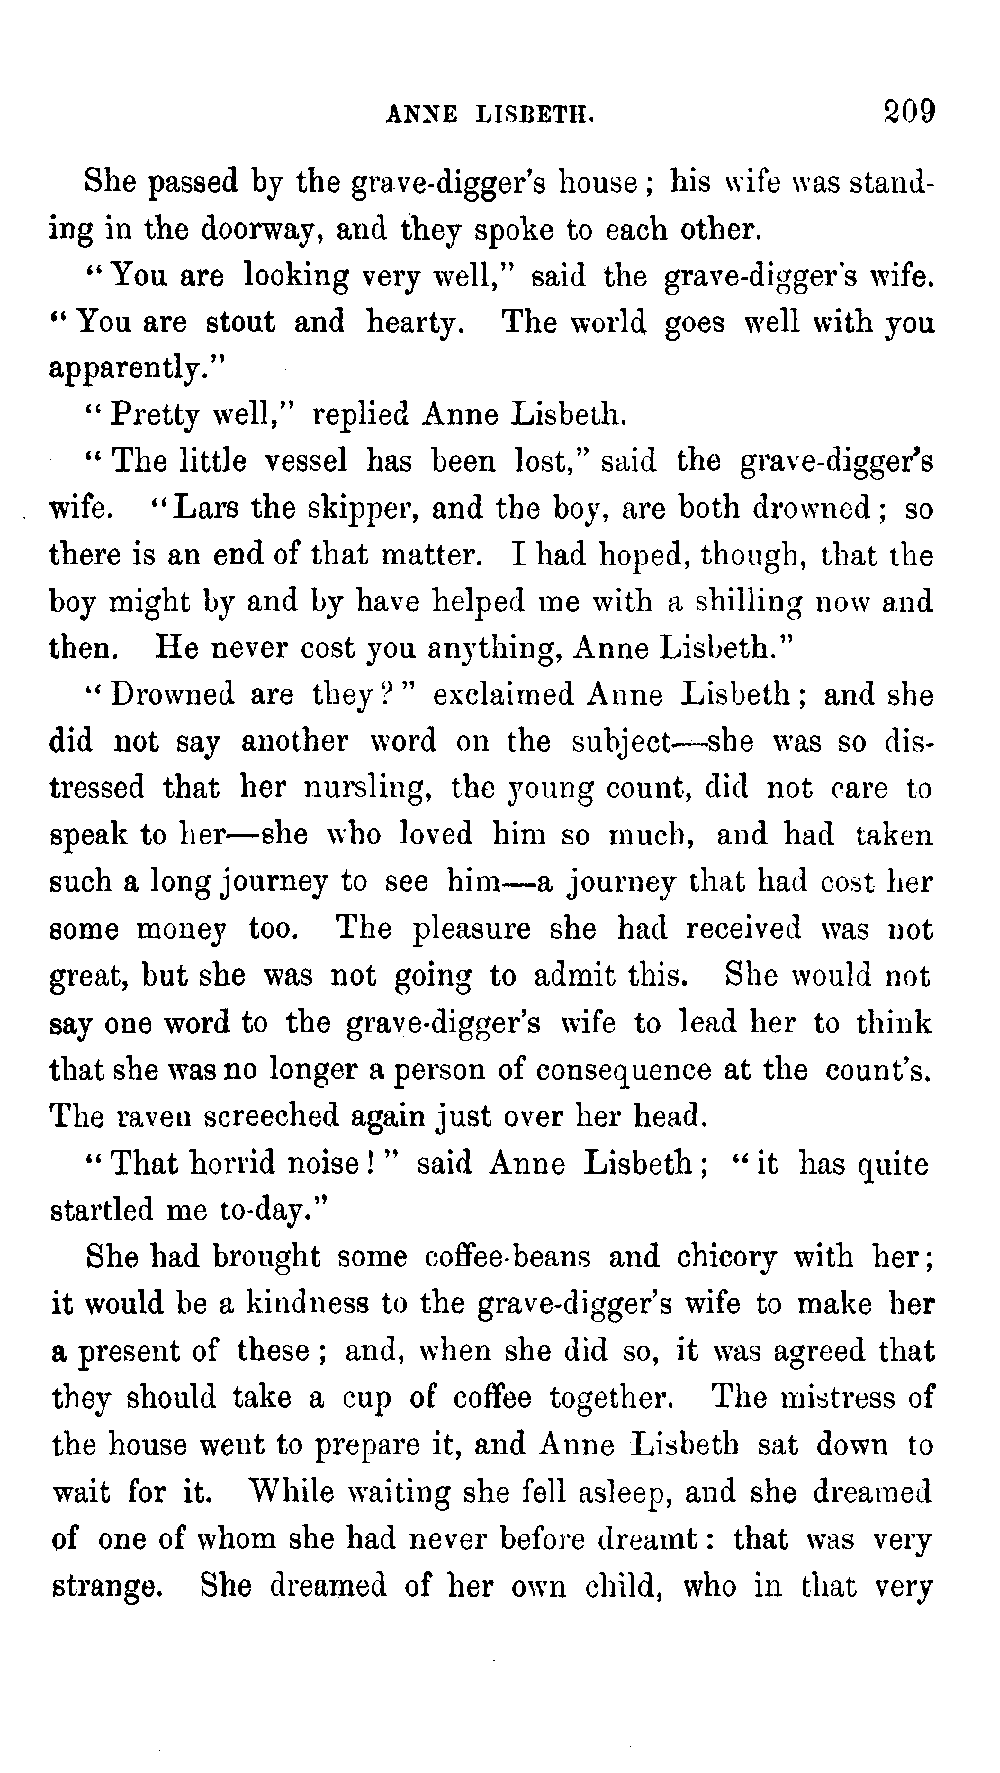 ANNE LISBETH. 209
She passed by the grave-digger's house; his wife was stand-
ing in the doorway, and they spoke to each other.
"You are looking very well," said the grave-digger's wife.
"You are stout and hearty. The world goes well with you
apparently."
"Pretty well," replied Anne Lisbeth.
"The little vessel has been lost," said the grave-digger's
wife. "Lars the skipper, and the boy, are both drowned; so
there is an end of that matter. I had hoped, though, that the
boy might by and by have helped me with a shilling now and
then. He never cost you anything, Anne Lisbeth."
"Drowned are they?" exclaimed Anne Lisbeth; and she
did not say another word on the subject—she was so dis-
tressed that her nursling, the young count, did not care to
speak to her—she who loved him so much, and had taken
such a long journey to see him—a journey that had cost her
some money too. The pleasure she had received was not
great, but she was not going to admit this. She would not
say one word to the grave-digger's wife to lead her to think
that she was no longer a person of consequence at the count's.
The raven screeched again just over her head.
"That horrid noise!" said Anne Lisbeth; "it has quite
startled me to-day."
She had brought some coffee-beans and chicory with her;
it would be a kindness to the grave-digger's wife to make her
a present of these; and, when she did so, it was agreed that
they should take a cup of coffee together. The mistress of
the house went to prepare it, and Anne Lisbeth sat down to
wait for it. While waiting she fell asleep, and she dreamed
of one of whom she had never before dreamt: that was very
strange. She dreamed of her own child, who in that very